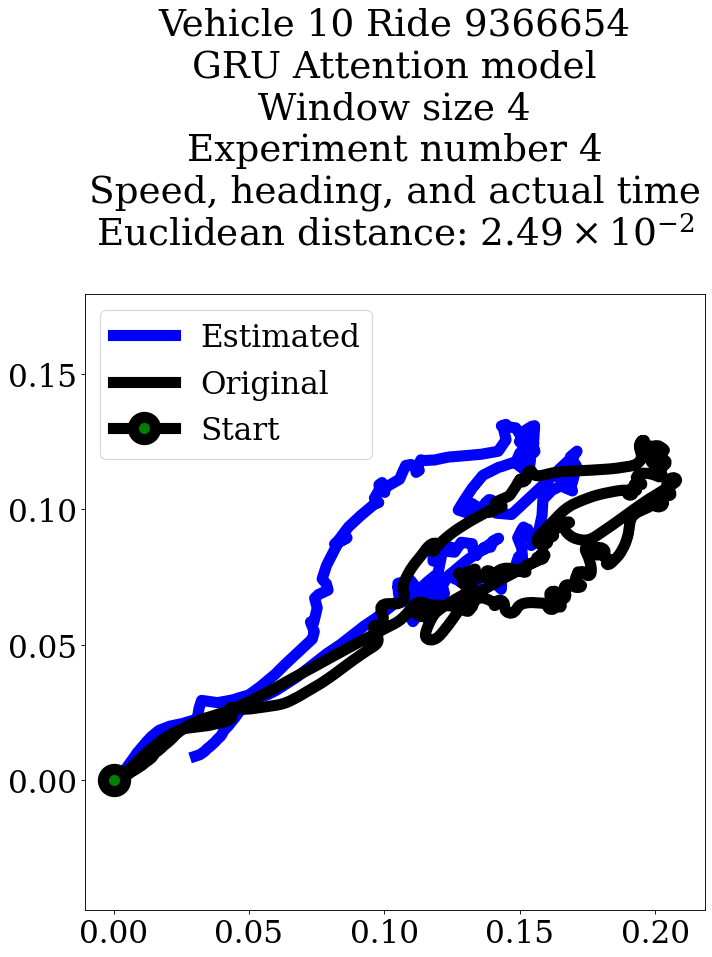 Vehicle 10 Ride 9366654
GRU Attention model
Window size 4
Experiment number 4
Speed, heading, and actual time
Euclidean distance: 2.49 × 10⁻²
Estimated
Original
Start
0.15
0.10
0.05
0.00
0.00 0.05 0.10 0.15 0.20